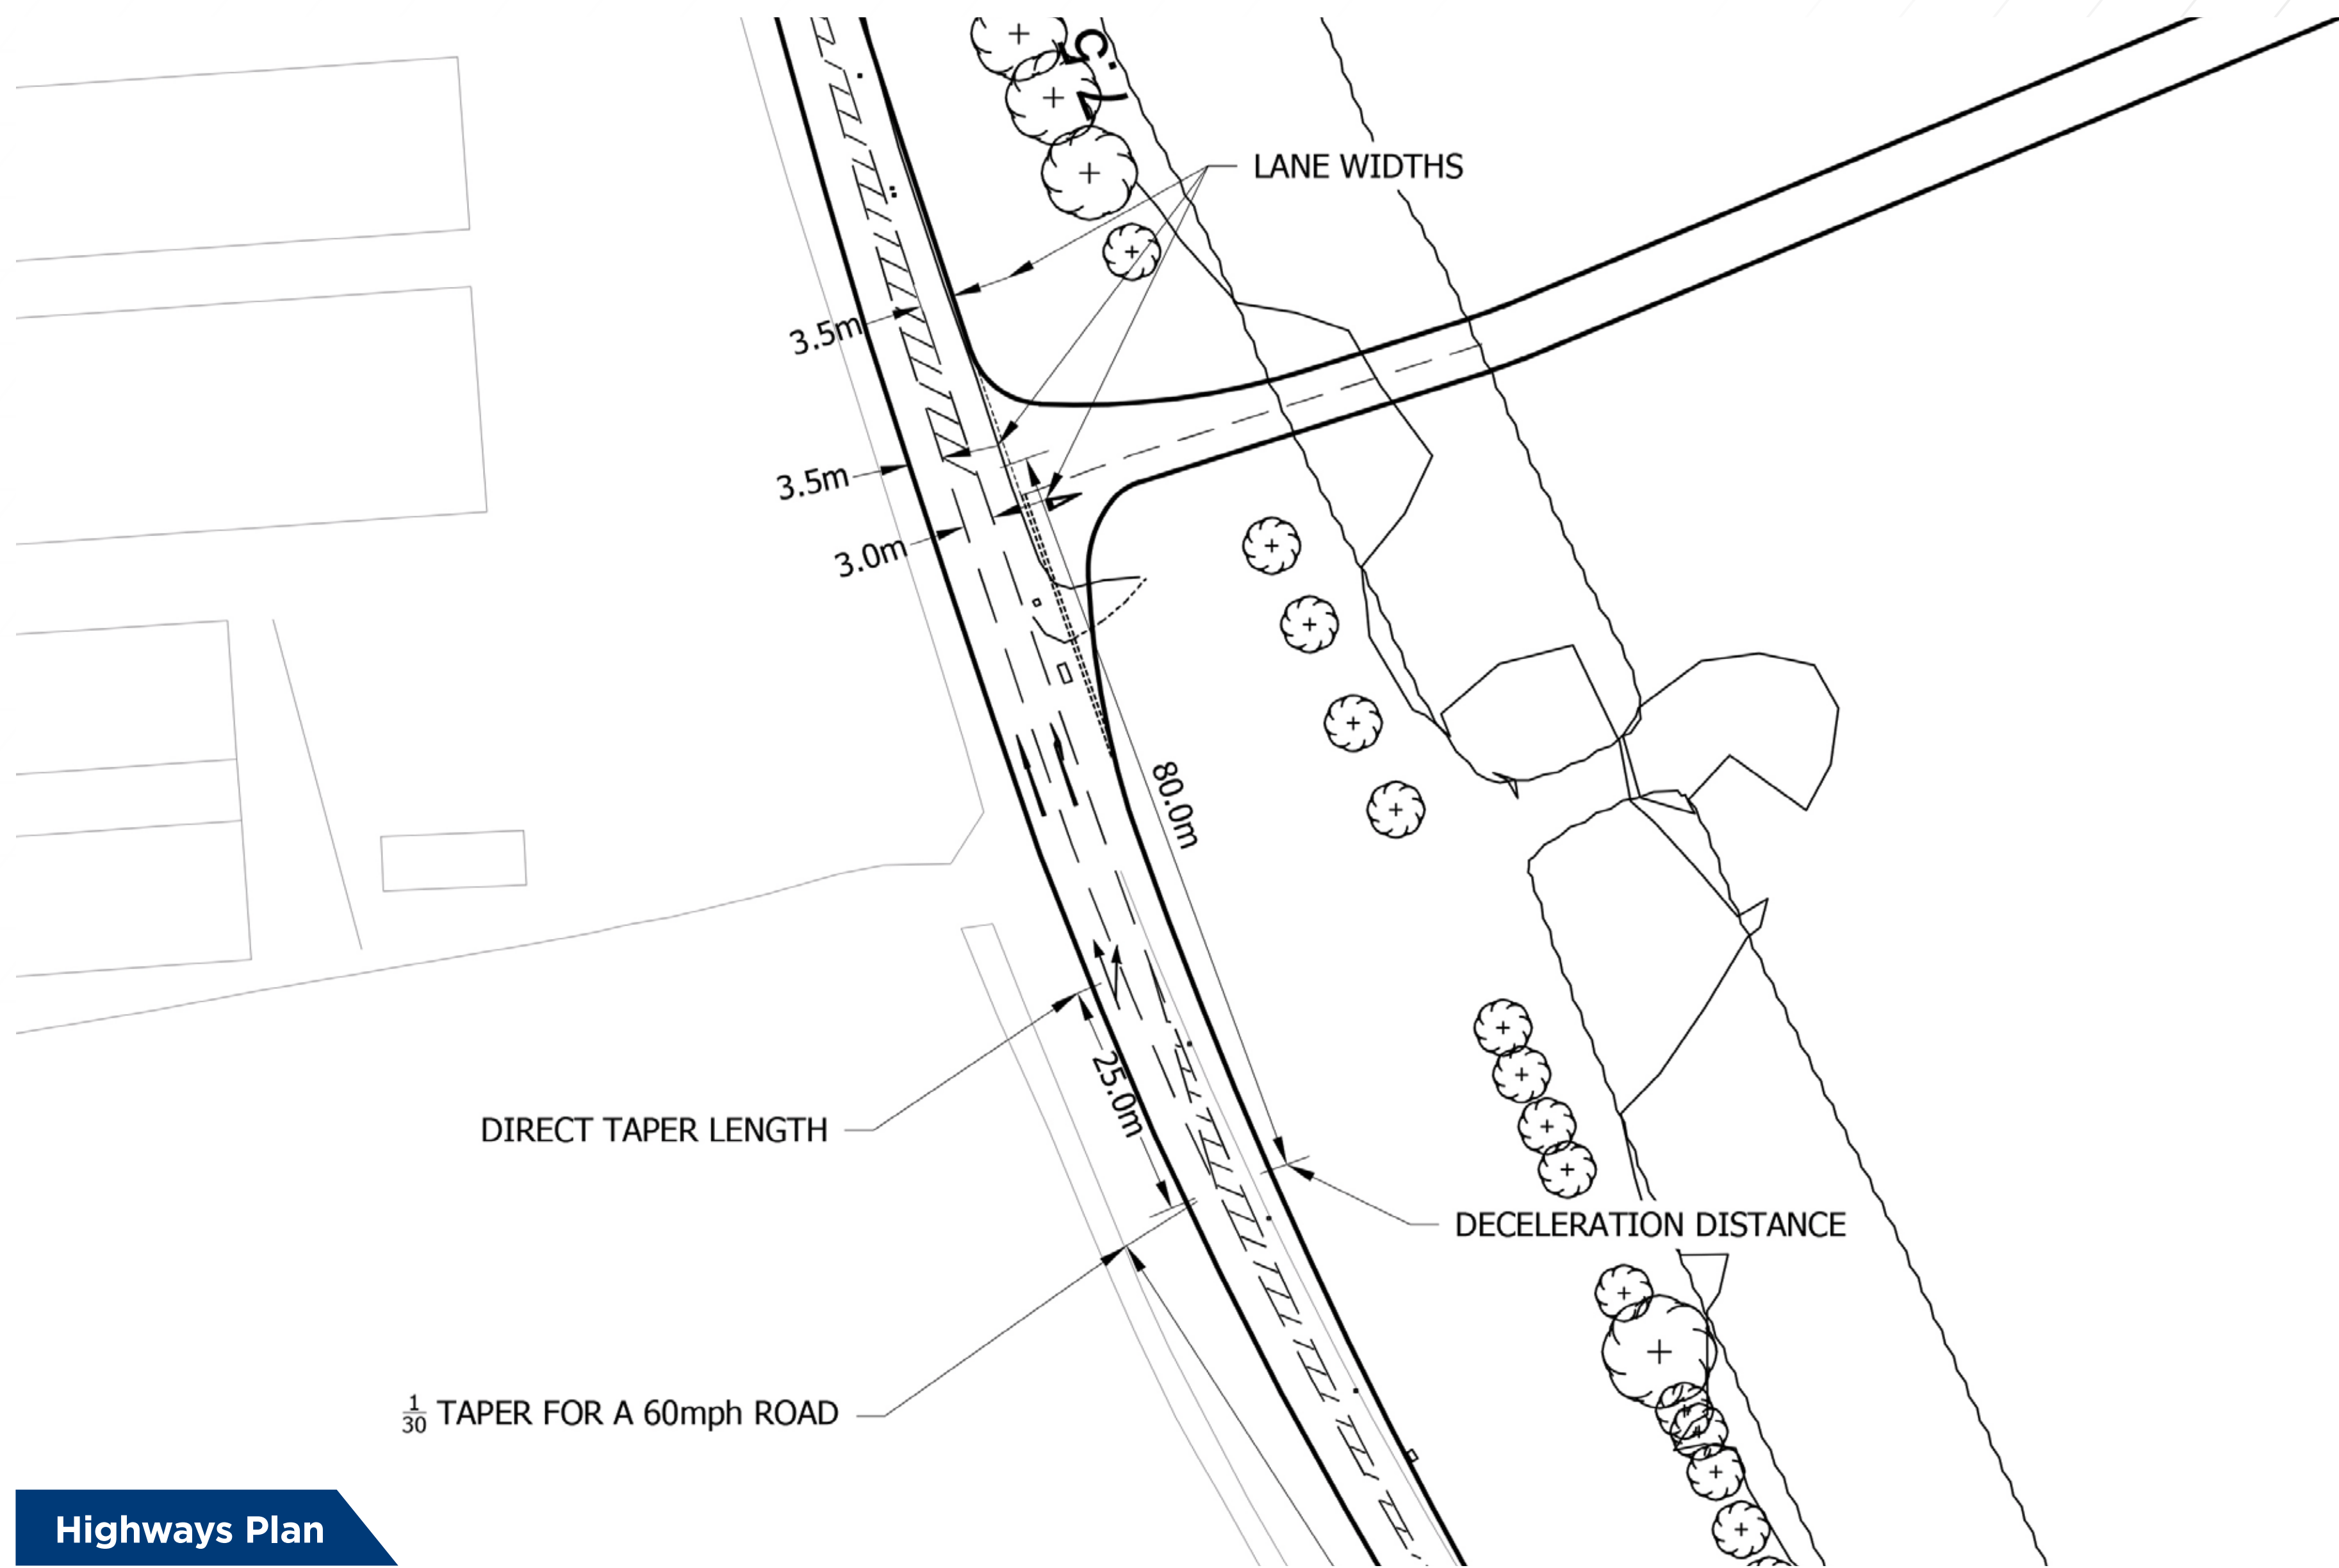 LANE WIDTHS
3.5m
3.5m
3.0m
80.0m
DIRECT TAPER LENGTH
25.0m
DECELERATION DISTANCE
1/30 TAPER FOR A 60mph ROAD
Highways Plan